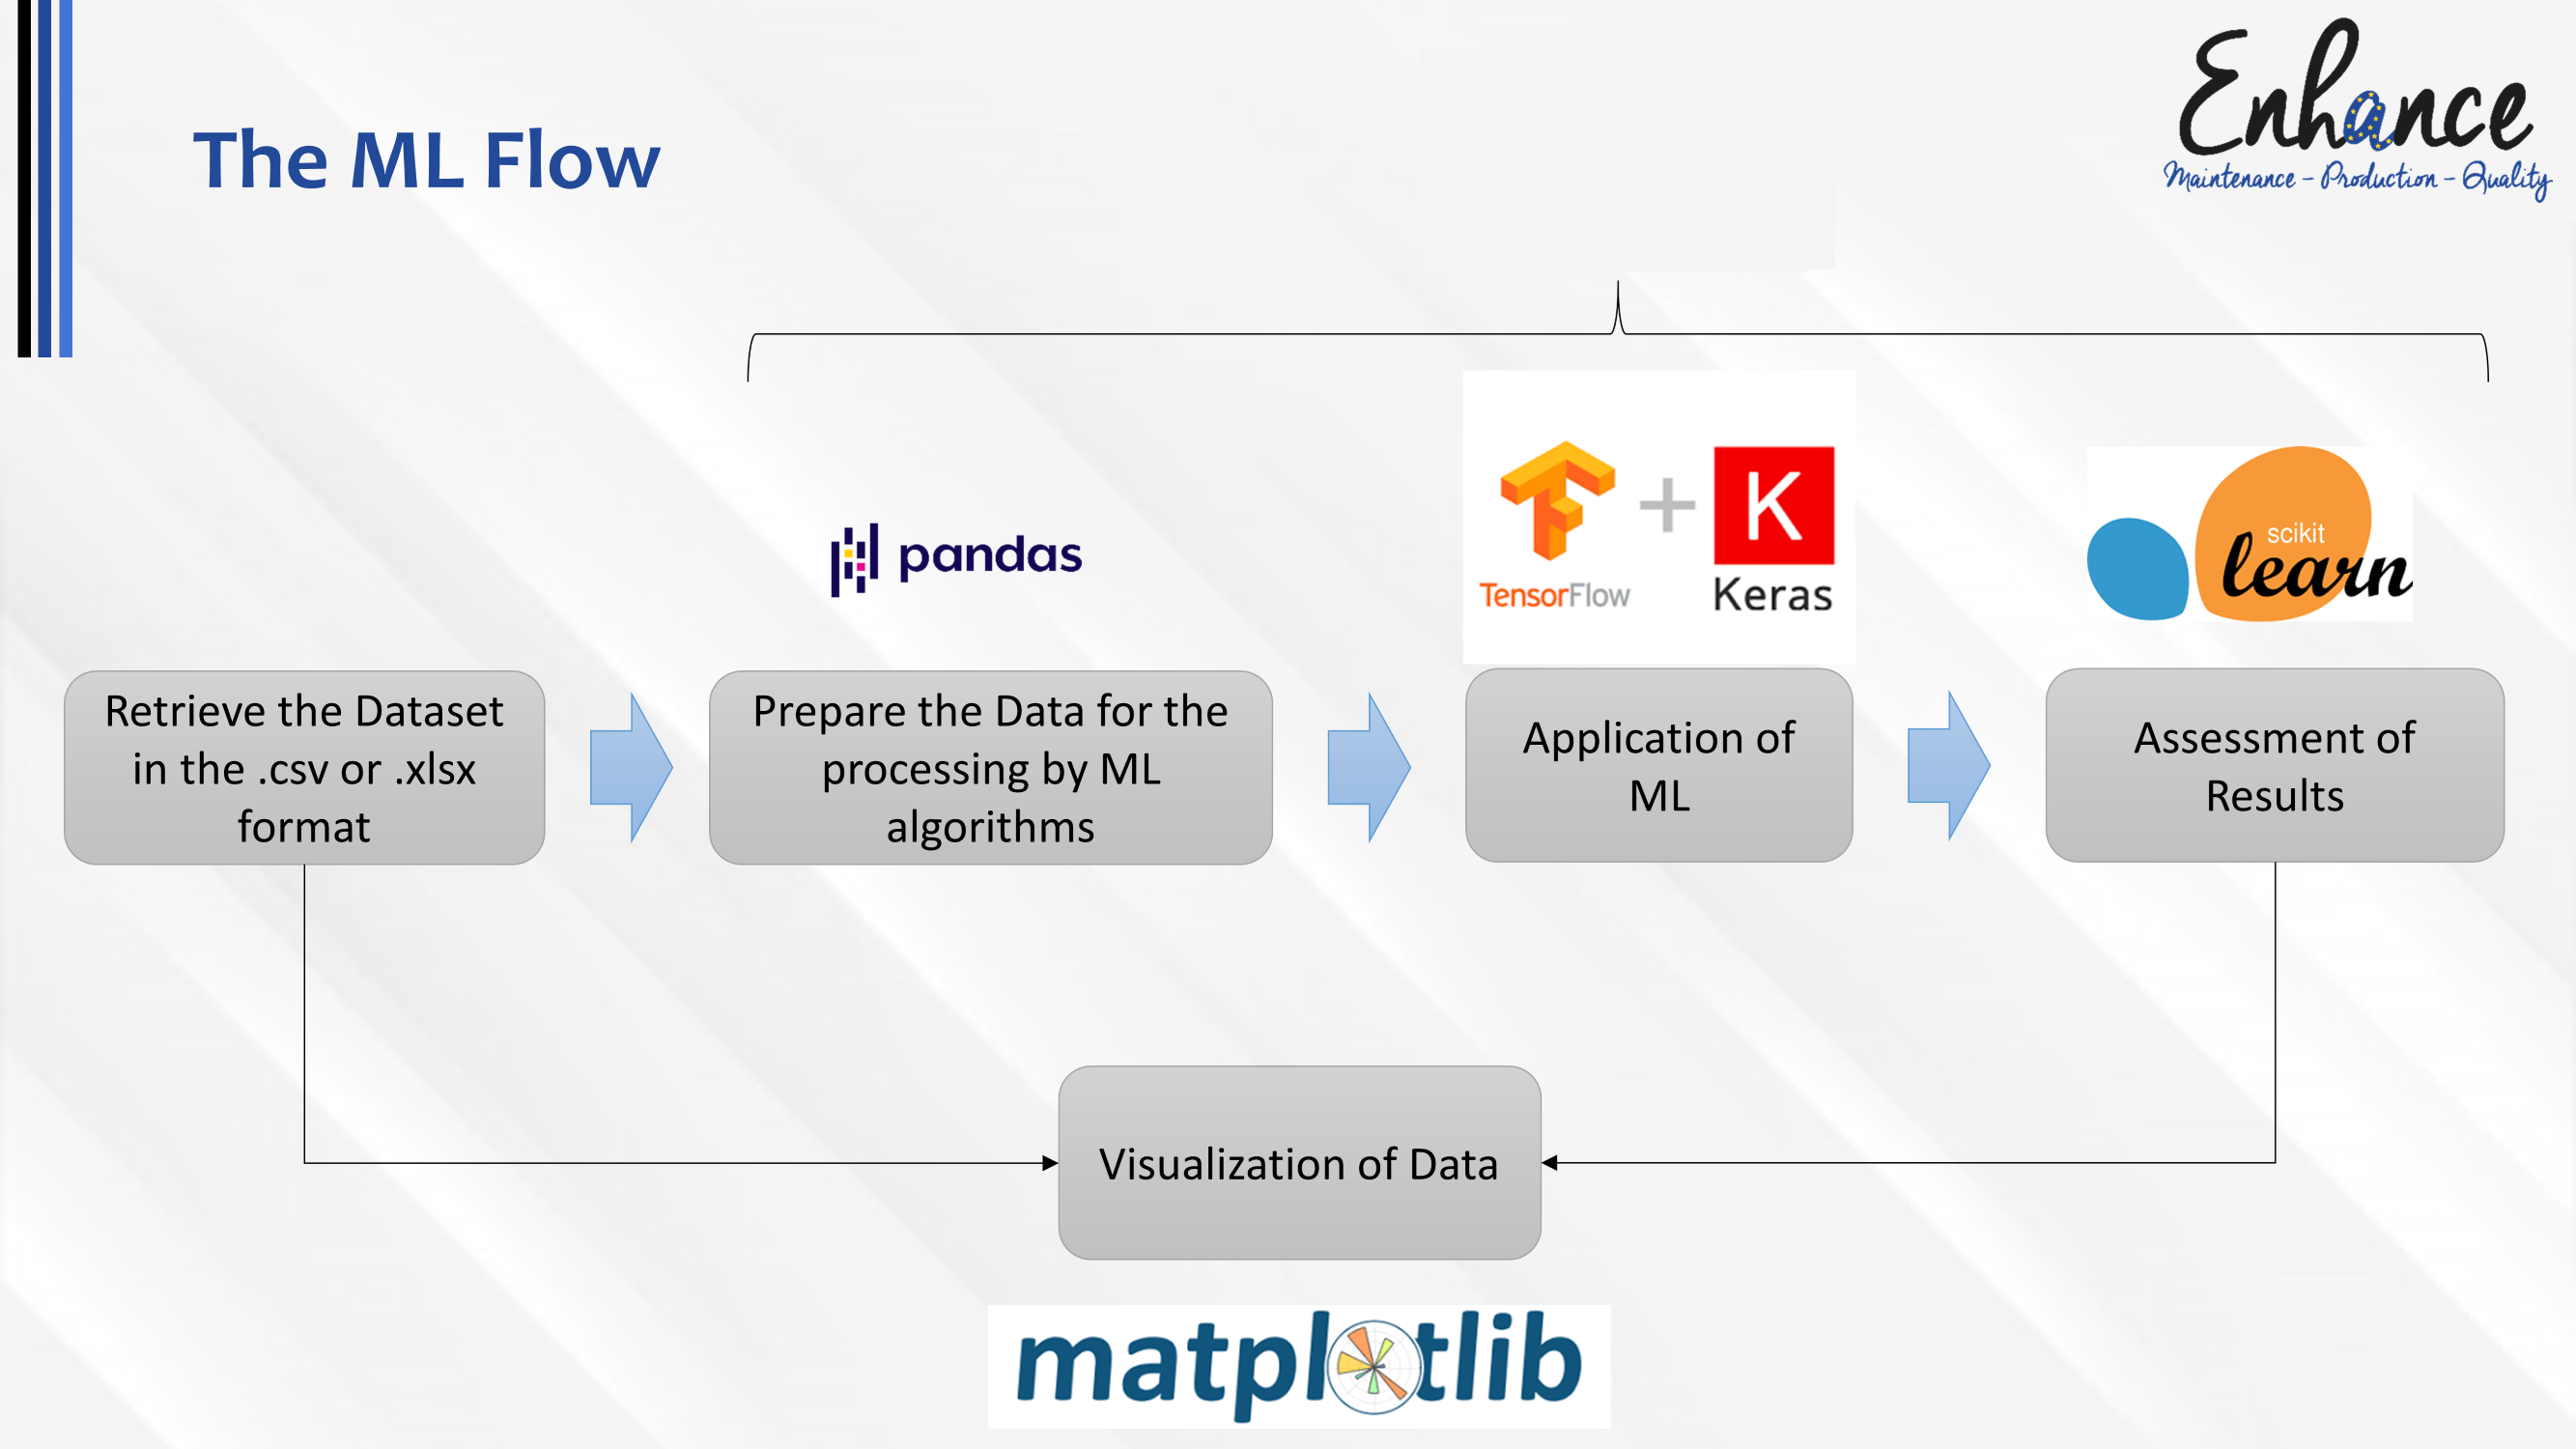 Enhance
Maintenance – Production – Quality
The ML Flow
pandas
TensorFlow
+
K
Keras
scikit
learn
Retrieve the Dataset
in the .csv or .xlsx
format
Prepare the Data for the
processing by ML
algorithms
Application of
ML
Assessment of
Results
Visualization of Data
matplotlib